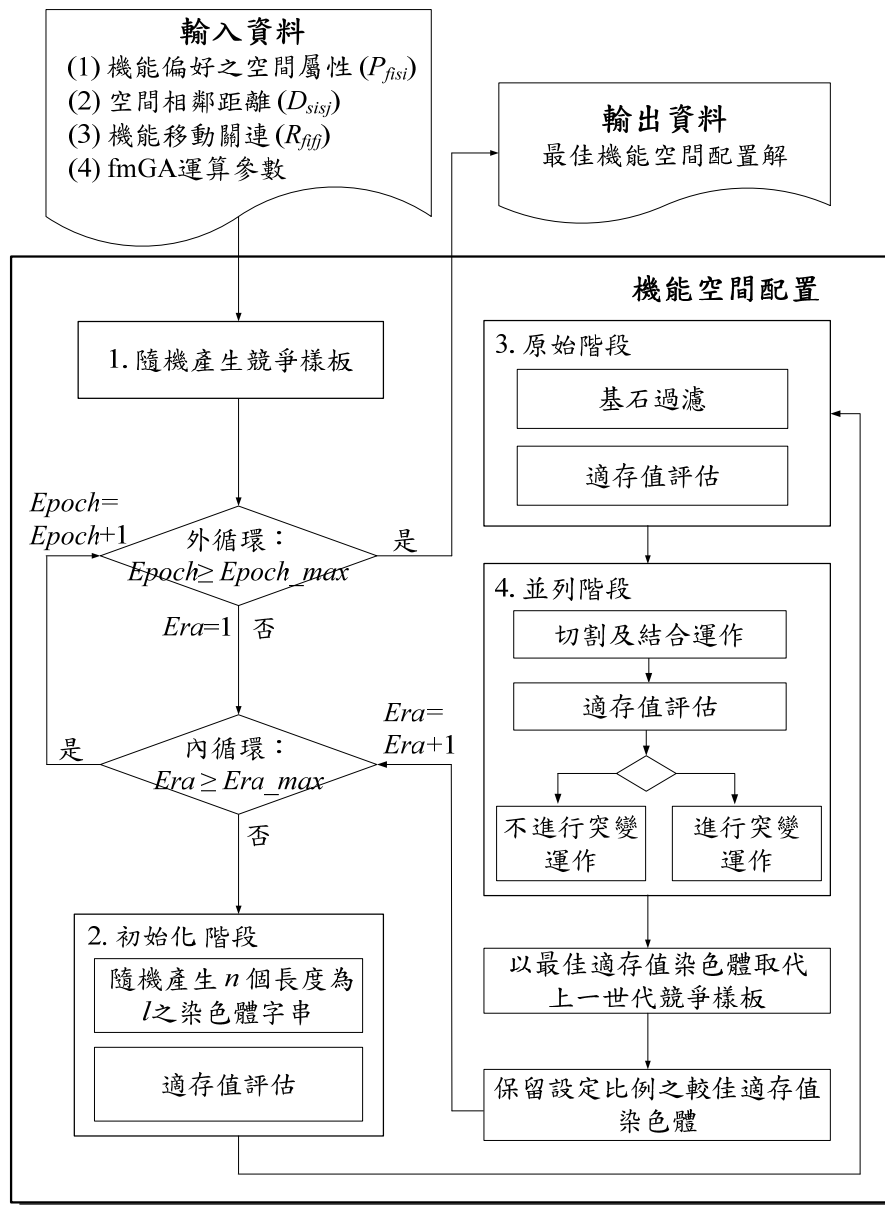 輸入資料
(1) 機能偏好之空間屬性 (Pfisi)
(2) 空間相鄰距離 (Dsisj)
(3) 機能移動關連 (Rfifj)
(4) fmGA運算參數
輸出資料
最佳機能空間配置解
機能空間配置
1. 隨機產生競爭樣板
Epoch=
Epoch+1
外循環：
Epoch≥ Epoch_max
是
Era=1
否
內循環：
Era ≥ Era_max
是
Era=
Era+1
否
2. 初始化 階段
隨機產生 n 個長度為
l之染色體字串
適存值評估
3. 原始階段
基石過濾
適存值評估
4. 並列階段
切割及結合運作
適存值評估
不進行突變
運作
進行突變
運作
以最佳適存值染色體取代
上一世代競爭樣板
保留設定比例之較佳適存值
染色體